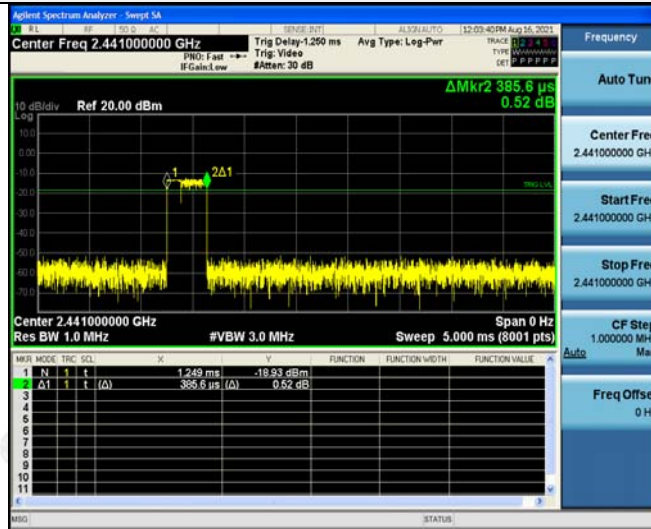 Agilent Spectrum Analyzer - Swept SA
RL RF 50 Ω AC SENSE:INT ALIGN AUTO 12:03:40 PM Aug 16, 2021
Center Freq 2.441000000 GHz
PNO: Fast
IFGain:Low
Trig Delay-1.250 ms
Trig: Video
#Atten: 30 dB
Avg Type: Log-Pwr
TRACE 1 2 3 4 5 6
TYPE
DET P P P P P P
ΔMkr2 385.6 µs
0.52 dB
10 dB/div Ref 20.00 dBm
Log
10.0
0.00
-10.0
-20.0
-30.0
-40.0
-50.0
-60.0
-70.0
1
2Δ1
TRIG LVL
Center 2.441000000 GHz Span 0 Hz
Res BW 1.0 MHz #VBW 3.0 MHz Sweep 5.000 ms (8001 pts)
MKR MODE TRC SCL X Y FUNCTION FUNCTION WIDTH FUNCTION VALUE
1 N 1 t 1.249 ms -18.93 dBm
2 Δ1 1 t (Δ) 385.6 µs (Δ) 0.52 dB
3
4
5
6
7
8
9
10
11
MSG STATUS
Frequency
Auto Tun
Center Fre
2.441000000 GH
Start Fre
2.441000000 GH
Stop Fre
2.441000000 GH
CF Step
1.000000 MH
Auto Ma
Freq Offse
0 H